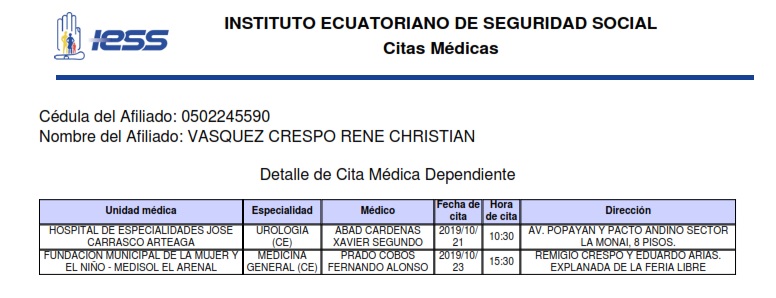 IESS
INSTITUTO ECUATORIANO DE SEGURIDAD SOCIAL
Citas Médicas
Cédula del Afiliado: 0502245590
Nombre del Afiliado: VASQUEZ CRESPO RENE CHRISTIAN
Detalle de Cita Médica Dependiente
Unidad médica Especialidad Médico Fecha de cita Hora de cita Dirección
HOSPITAL DE ESPECIALIDADES JOSE CARRASCO ARTEAGA UROLOGIA (CE) ABAD CARDENAS XAVIER SEGUNDO 2019/10/21 10:30 AV. POPAYAN Y PACTO ANDINO SECTOR LA MONAI, 8 PISOS.
FUNDACION MUNICIPAL DE LA MUJER Y EL NIÑO - MEDISOL EL ARENAL MEDICINA GENERAL (CE) PRADO COBOS FERNANDO ALONSO 2019/10/23 15:30 REMIGIO CRESPO Y EDUARDO ARIAS. EXPLANADA DE LA FERIA LIBRE